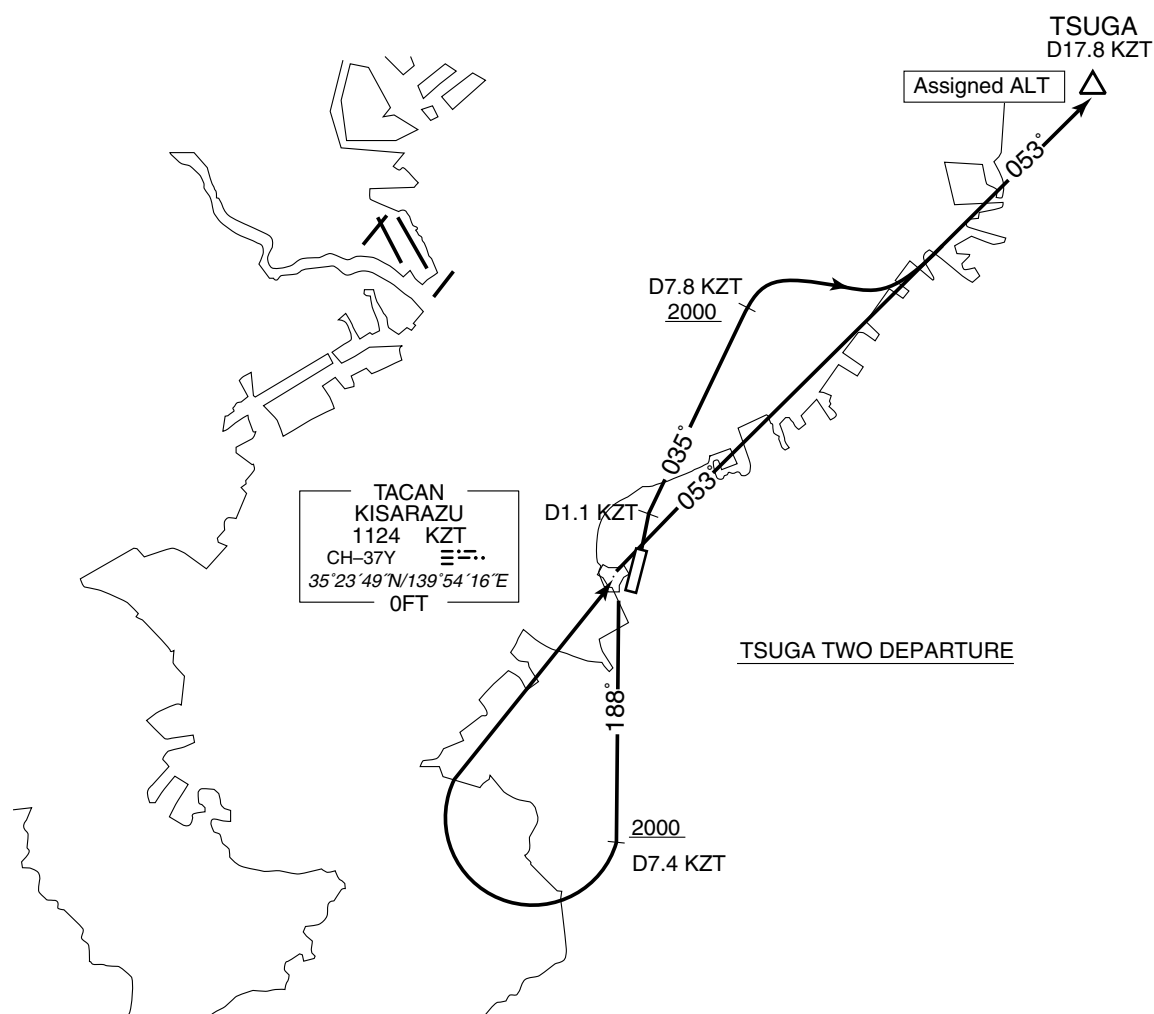 TSUGA
D17.8 KZT
Assigned ALT
053°
D7.8 KZT
2000
035°
053°
TACAN
KISARAZU
1124 KZT
CH–37Y
35°23´49˝N/139°54´16˝E
0FT
D1.1 KZT
TSUGA TWO DEPARTURE
188°
2000
D7.4 KZT